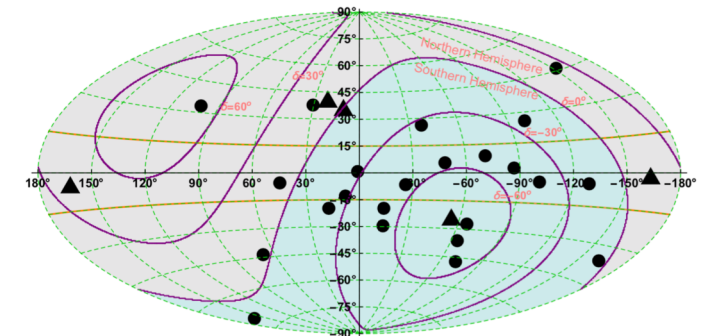 90°
75°
60°
45°
30°
15°
180° 150° 120° 90° 60° 30° -30° -60° -90° -120° -150° -180°
-15°
-30°
-45°
-60°
-75°
-90°
Northern Hemisphere
Southern Hemisphere
δ=60°
δ=30°
δ=0°
δ=-30°
δ=-60°